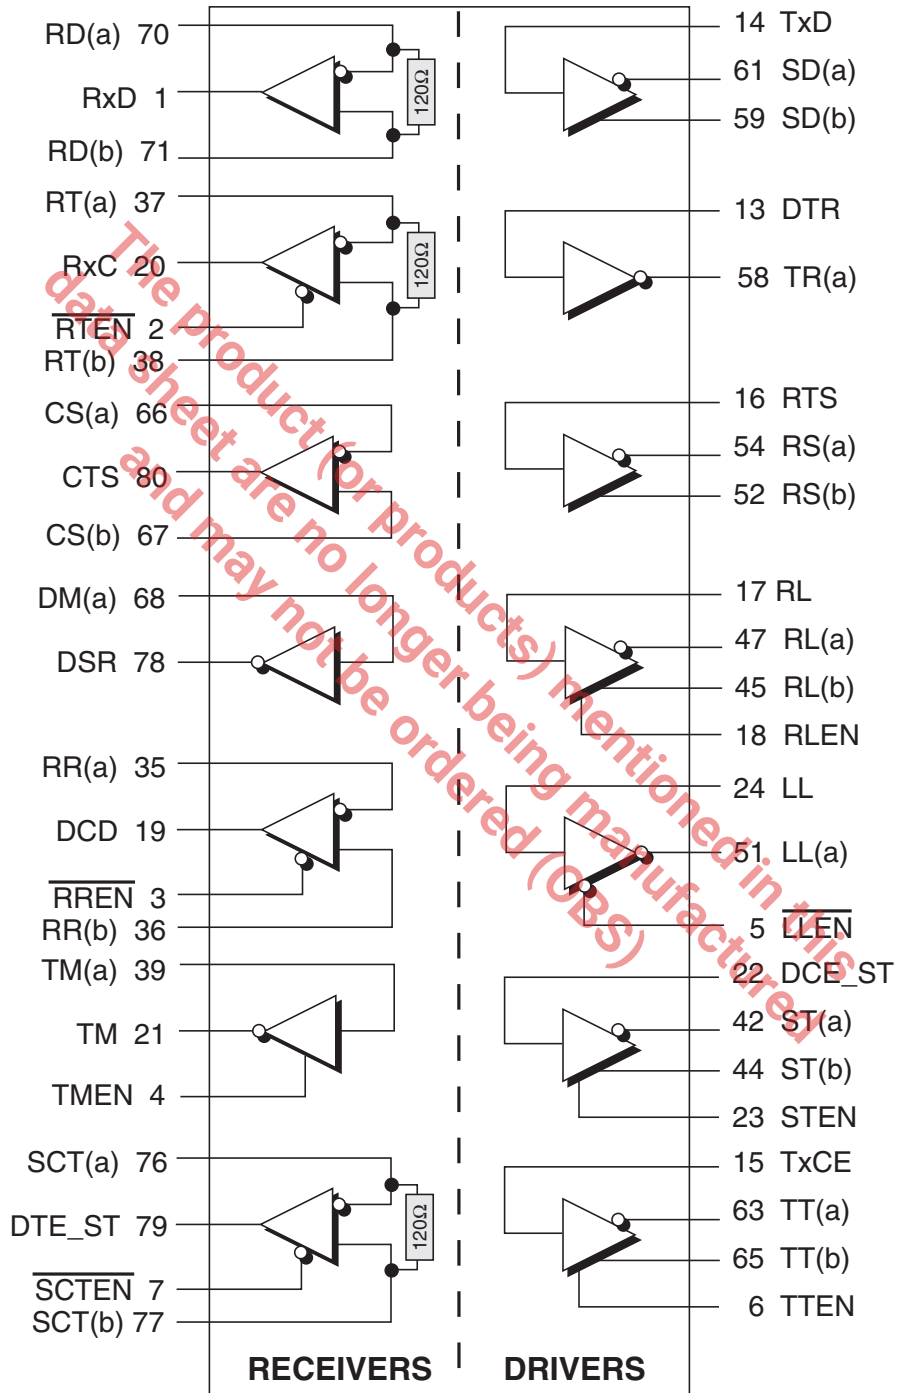 RD(a) 70
RxD 1
RD(b) 71
120Ω
RT(a) 37
RxC 20
RTEN 2
RT(b) 38
120Ω
CS(a) 66
CTS 80
CS(b) 67
DM(a) 68
DSR 78
RR(a) 35
DCD 19
RREN 3
RR(b) 36
TM(a) 39
TM 21
TMEN 4
SCT(a) 76
DTE_ST 79
SCTEN 7
SCT(b) 77
120Ω
RECEIVERS
14 TxD
61 SD(a)
59 SD(b)
13 DTR
58 TR(a)
16 RTS
54 RS(a)
52 RS(b)
17 RL
47 RL(a)
45 RL(b)
18 RLEN
24 LL
51 LL(a)
5 LLEN
22 DCE_ST
42 ST(a)
44 ST(b)
23 STEN
15 TxCE
63 TT(a)
65 TT(b)
6 TTEN
DRIVERS
The product (or products) mentioned in this
data sheet are no longer being manufactured
and may not be ordered (OBS)